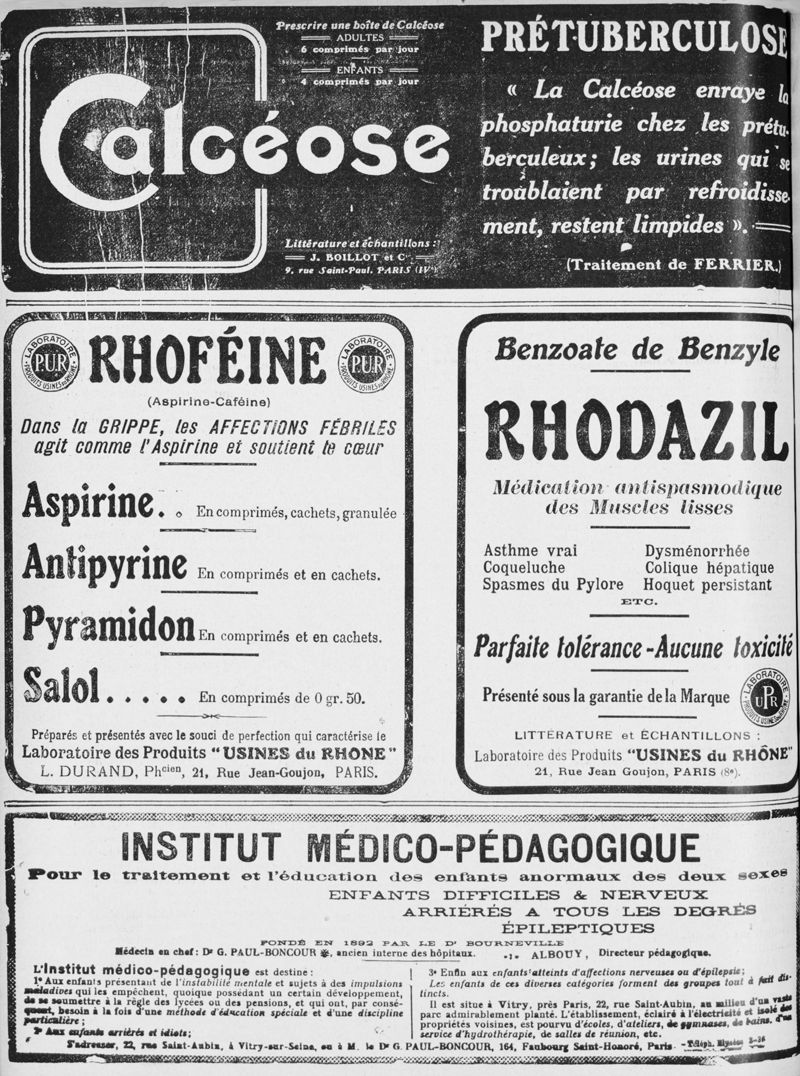 Prescrire une boîte de Calcéose
ADULTES
6 comprimés par jour
ENFANTS
4 comprimés par jour
Calcéose
Littérature et échantillons :
J. BOILLOT et Cie
9, rue Saint-Paul. PARIS (IVe)
PRÉTUBERCULOSE
« La Calcéose enraye la
phosphaturie chez les prétu-
berculeux ; les urines qui se
troublaient par refroidisse-
ment, restent limpides ».
(Traitement de FERRIER.)
LABORATOIRE
P.U.R
PRODUITS USINES du RHONE
RHOFÉINE
LABORATOIRE
P.U.R
PRODUITS USINES du RHONE
(Aspirine-Caféine)
Dans la GRIPPE, les AFFECTIONS FÉBRILES
agit comme l'Aspirine et soutient le cœur
Aspirine. . En comprimés, cachets, granulée
Antipyrine En comprimés et en cachets.
Pyramidon En comprimés et en cachets.
Salol . . . . . En comprimés de 0 gr. 50.
Préparés et présentés avec le souci de perfection qui caractérise le
Laboratoire des Produits "USINES du RHONE"
L. DURAND, Phcien, 21, Rue Jean-Goujon, PARIS.
Benzoate de Benzyle
RHODAZIL
Médication antispasmodique
des Muscles lisses
Asthme vrai Dysménorrhée
Coqueluche Colique hépatique
Spasmes du Pylore Hoquet persistant
ETC.
Parfaite tolérance - Aucune toxicité
Présenté sous la garantie de la Marque
LABORATOIRE
UPR
PRODUITS USINES du RHONE
LITTÉRATURE et ÉCHANTILLONS :
Laboratoire des Produits "USINES du RHÔNE"
21, Rue Jean Goujon, PARIS (8e).
INSTITUT MÉDICO-PÉDAGOGIQUE
Pour le traitement et l'éducation des enfants anormaux des deux sexes
ENFANTS DIFFICILES & NERVEUX
ARRIÉRÉS A TOUS LES DEGRÉS
ÉPILEPTIQUES
FONDÉ EN 1892 PAR LE Dr BOURNEVILLE
Médecin en chef : Dr G. PAUL-BONCOUR, ancien interne des hôpitaux. ALBOUY, Directeur pédagogique.
L'Institut médico-pédagogique est destiné :
1° Aux enfants présentant de l'instabilité mentale et sujets à des impulsions
maladives qui les empêchent, quoique possédant un certain développement,
de se soumettre à la règle des lycées ou des pensions, et qui ont, par consé-
quent, besoin à la fois d'une méthode d'éducation spéciale et d'une discipline
particulière ;
2° Aux enfants arriérés et idiots ;
3° Enfin aux enfants atteints d'affections nerveuses ou d'épilepsie ;
Les enfants de ces diverses catégories forment des groupes tout à fait dis-
tincts.
Il est situé à Vitry, près Paris, 22, rue Saint-Aubin, au milieu d'un vaste
parc admirablement planté. L'établissement, éclairé à l'électricité et isolé des
propriétés voisines, est pourvu d'écoles, d'ateliers, de gymnases, de bains, d'un
service d'hydrothérapie, de salles de réunion, etc.
S'adresser, 22, rue Saint-Aubin, à Vitry-sur-Seine, ou à M. le Dr G. PAUL-BONCOUR, 164, Faubourg Saint-Honoré, Paris - Téléph. Elysées 3-36